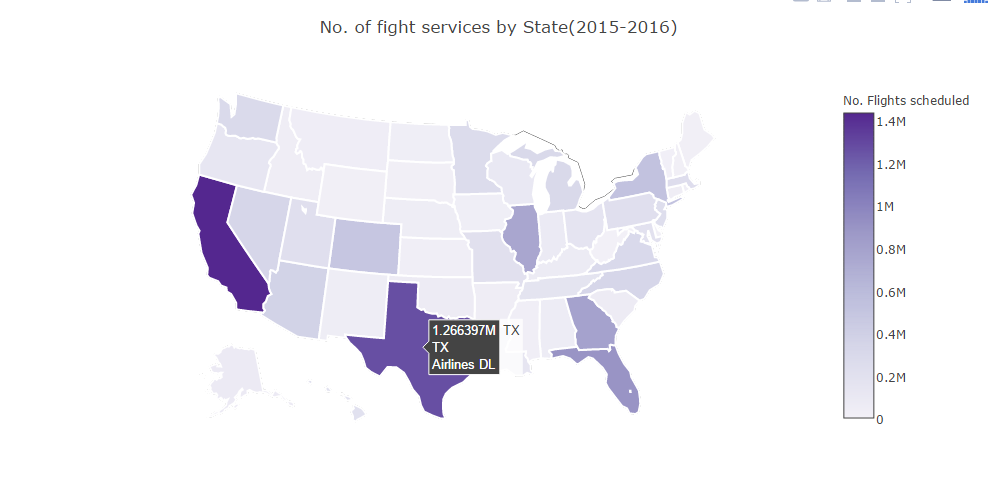 No. of fight services by State(2015-2016)
No. Flights scheduled
1.4M
1.2M
1M
0.8M
0.6M
0.4M
0.2M
0
1.266397M TX
TX
Airlines DL